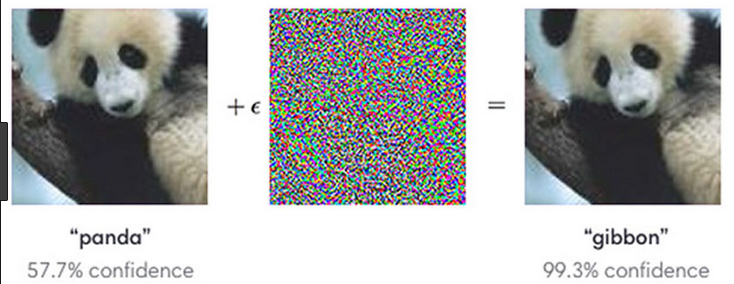 + ϵ
=
“panda”
“gibbon”
57.7% confidence
99.3% confidence